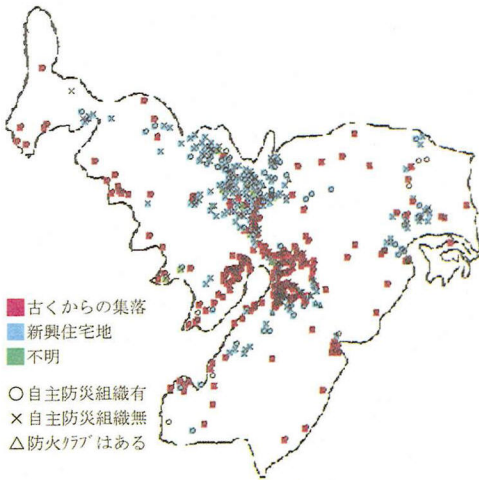 古くからの集落
新興住宅地
不明
○自主防災組織有
×自主防災組織無
△防火クラブはある